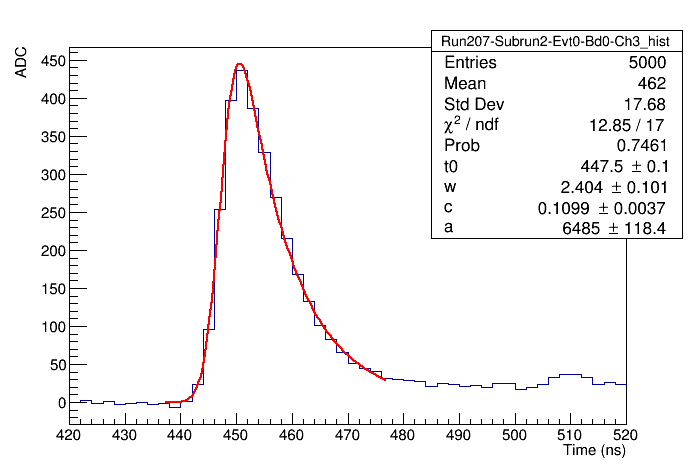 Run207-Subrun2-Evt0-Bd0-Ch3_hist
Entries 5000
Mean 462
Std Dev 17.68
χ² / ndf 12.85 / 17
Prob 0.7461
t0 447.5 ± 0.1
w 2.404 ± 0.101
c 0.1099 ± 0.0037
a 6485 ± 118.4
ADC
450
400
350
300
250
200
150
100
50
0
420 430 440 450 460 470 480 490 500 510 520
Time (ns)